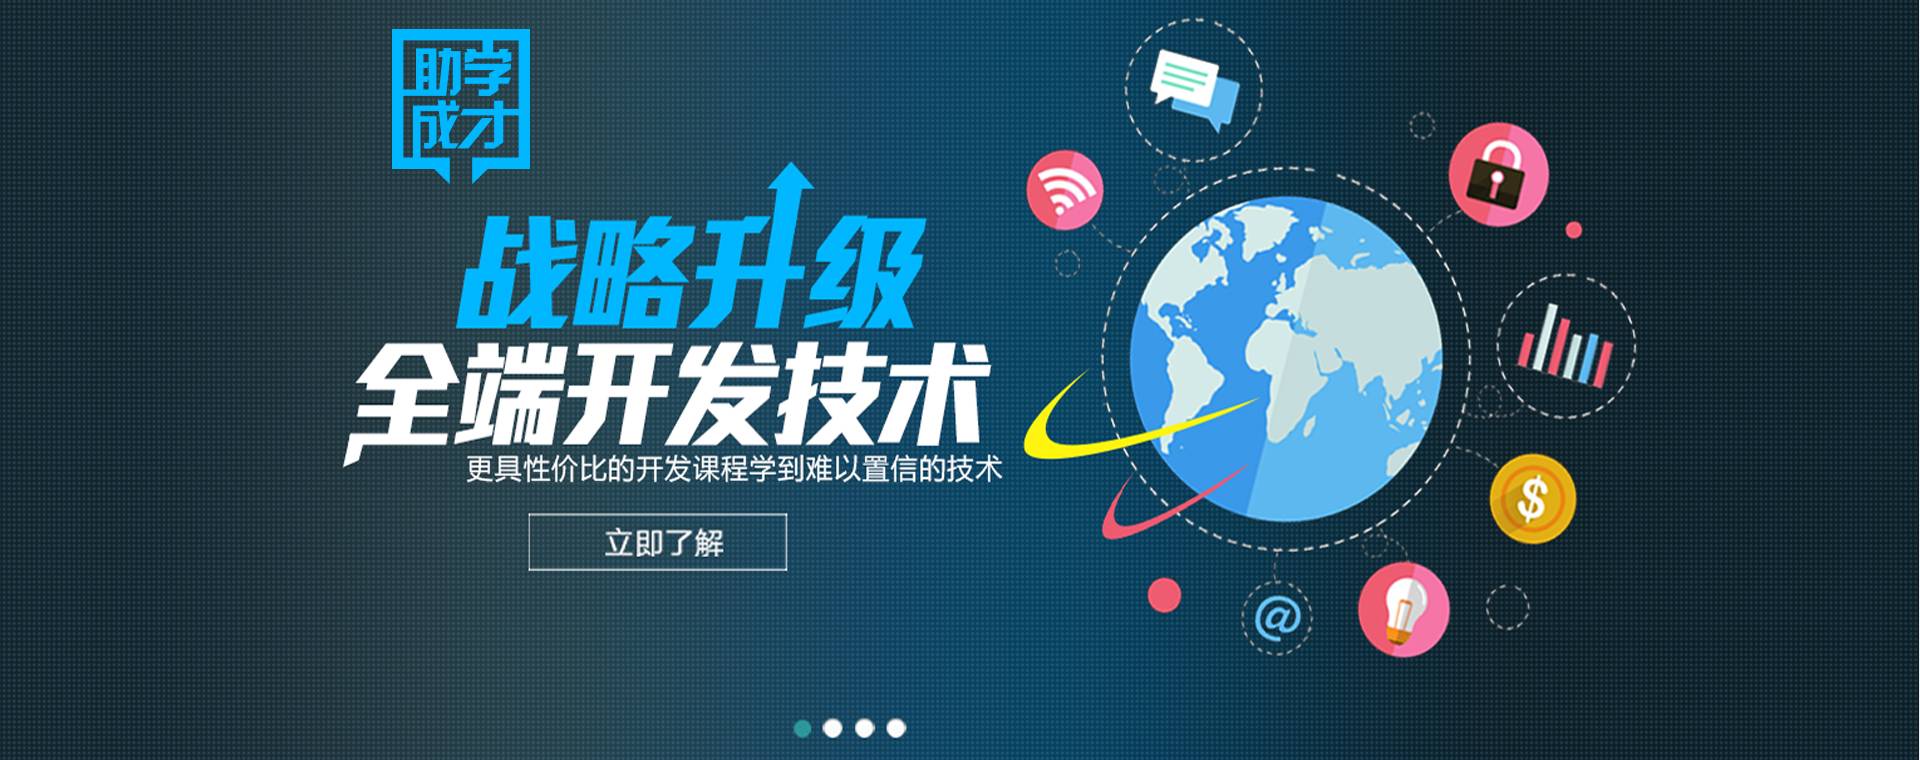 助学
成才
战略升级
全端开发技术
更具性价比的开发课程学到难以置信的技术
立即了解
$
@